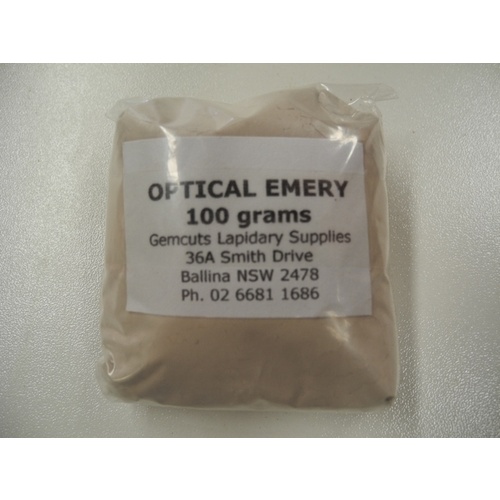 OPTICAL EMERY
100 grams
Gemcuts Lapidary Supplies
36A Smith Drive
Ballina NSW 2478
Ph. 02 6681 1686